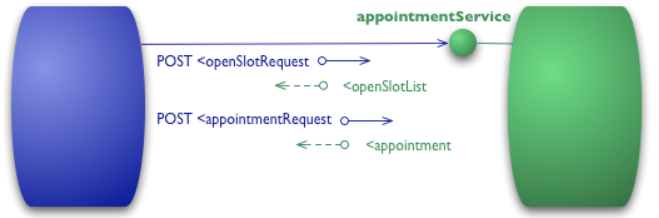 appointmentService
POST <openSlotRequest
<openSlotList
POST <appointmentRequest
<appointment